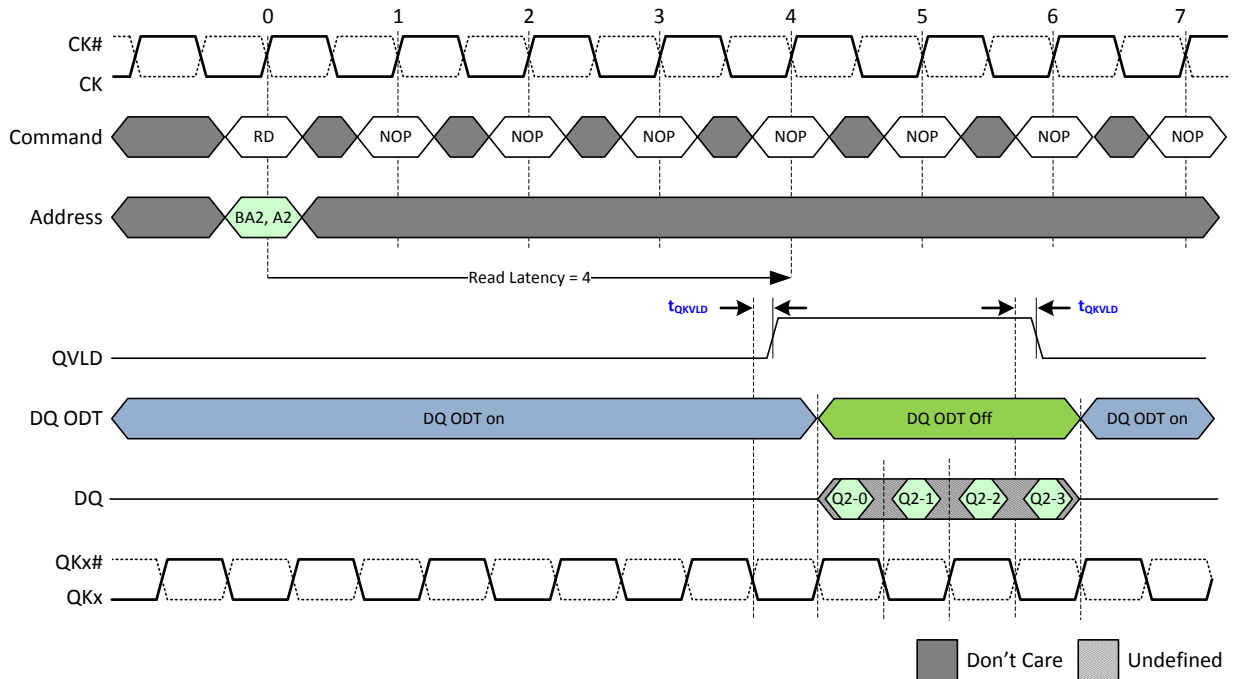 0 1 2 3 4 5 6 7
CK#
CK
Command RD NOP NOP NOP NOP NOP NOP NOP
Address BA2, A2
Read Latency = 4
tQKVLD tQKVLD
QVLD
DQ ODT DQ ODT on DQ ODT Off DQ ODT on
DQ Q2-0 Q2-1 Q2-2 Q2-3
QKx#
QKx
Don't Care Undefined